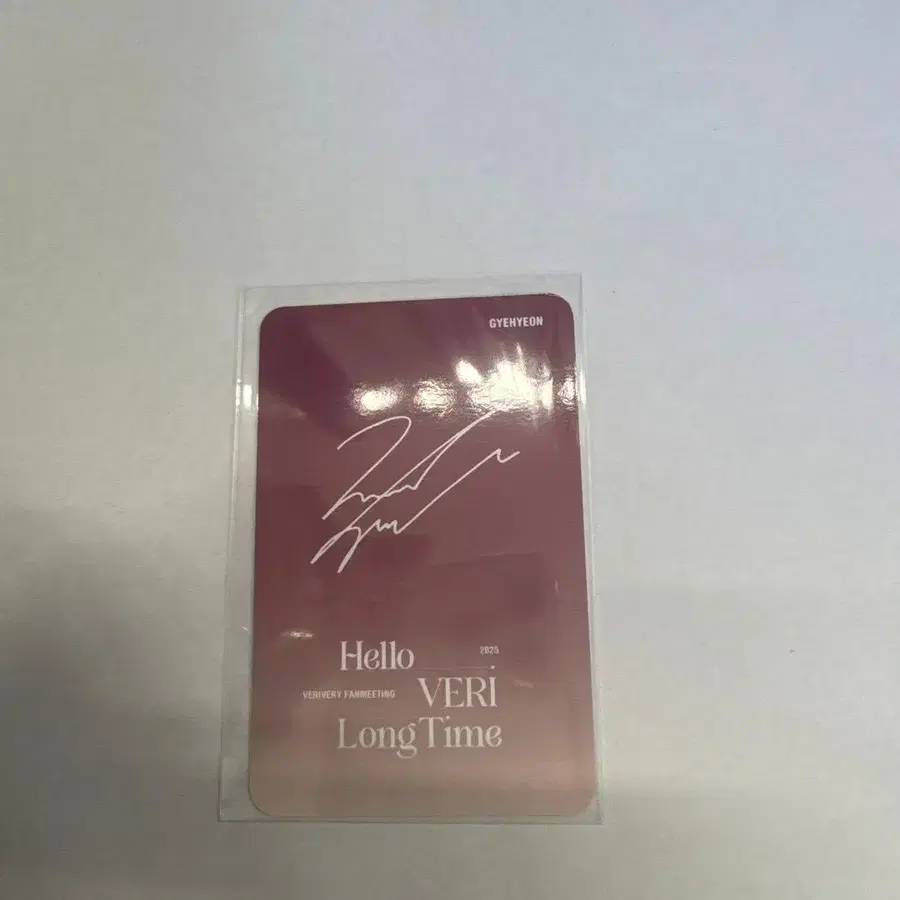 GYEHYEON
Hello
2025
VERIVERY FANMEETING
VERI
Long Time